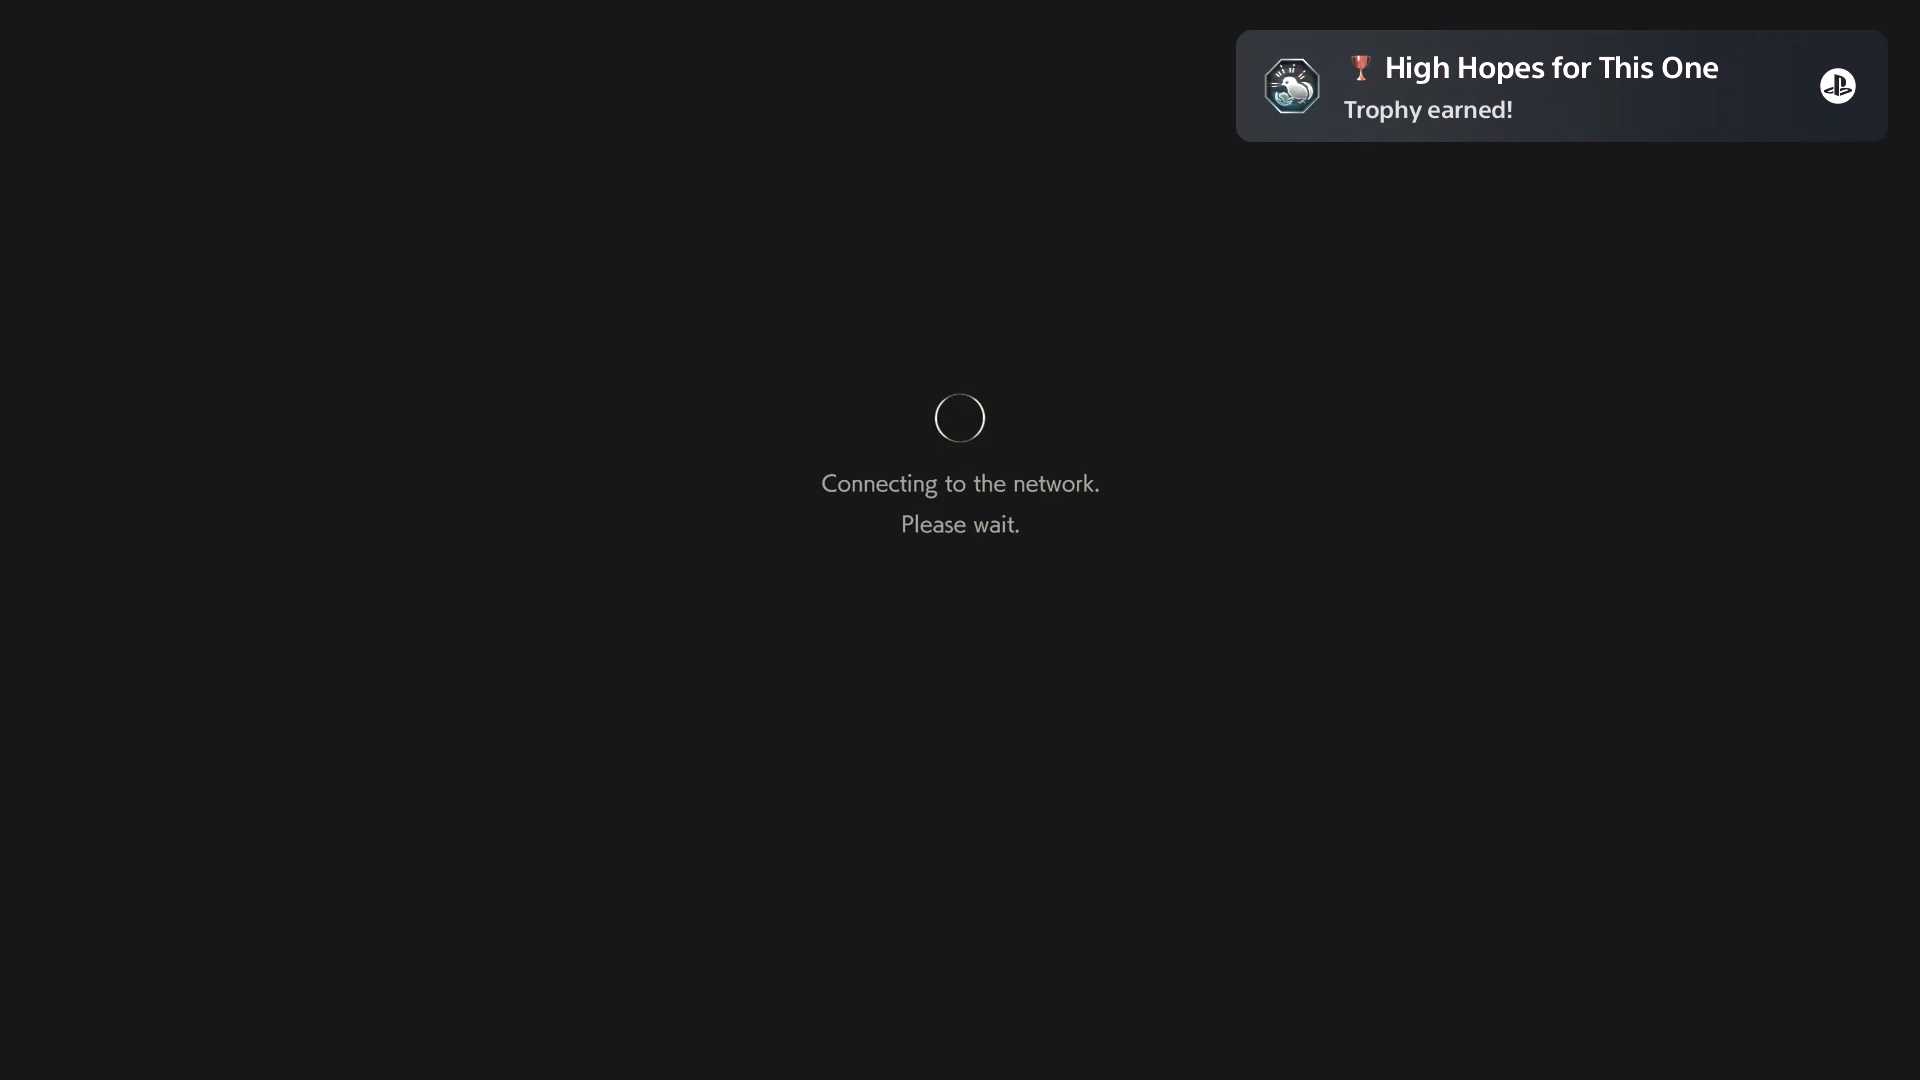 High Hopes for This One
Trophy earned!
Connecting to the network.
Please wait.